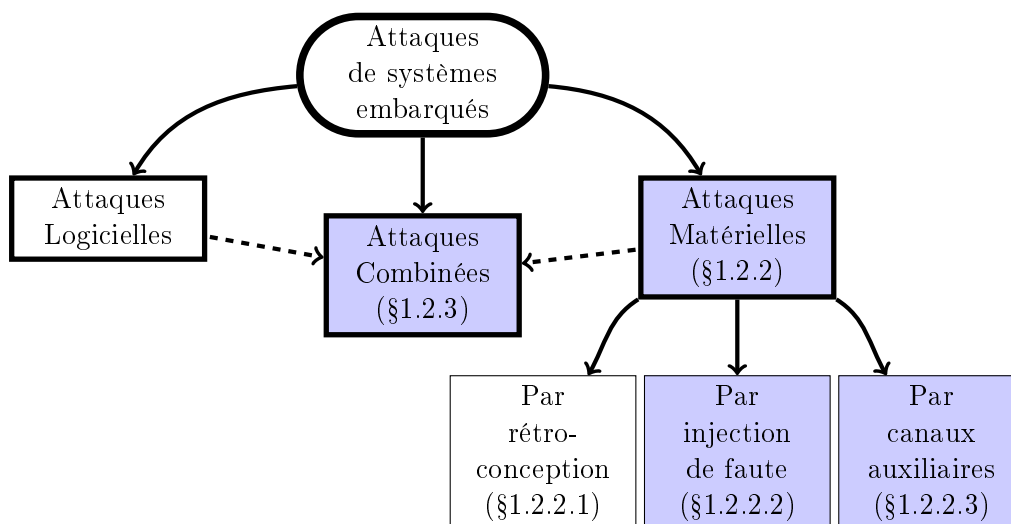 Attaques
de systèmes
embarqués
Attaques
Logicielles
Attaques
Combinées
(§1.2.3)
Attaques
Matérielles
(§1.2.2)
Par
rétro-
conception
(§1.2.2.1)
Par
injection
de faute
(§1.2.2.2)
Par
canaux
auxiliaires
(§1.2.2.3)